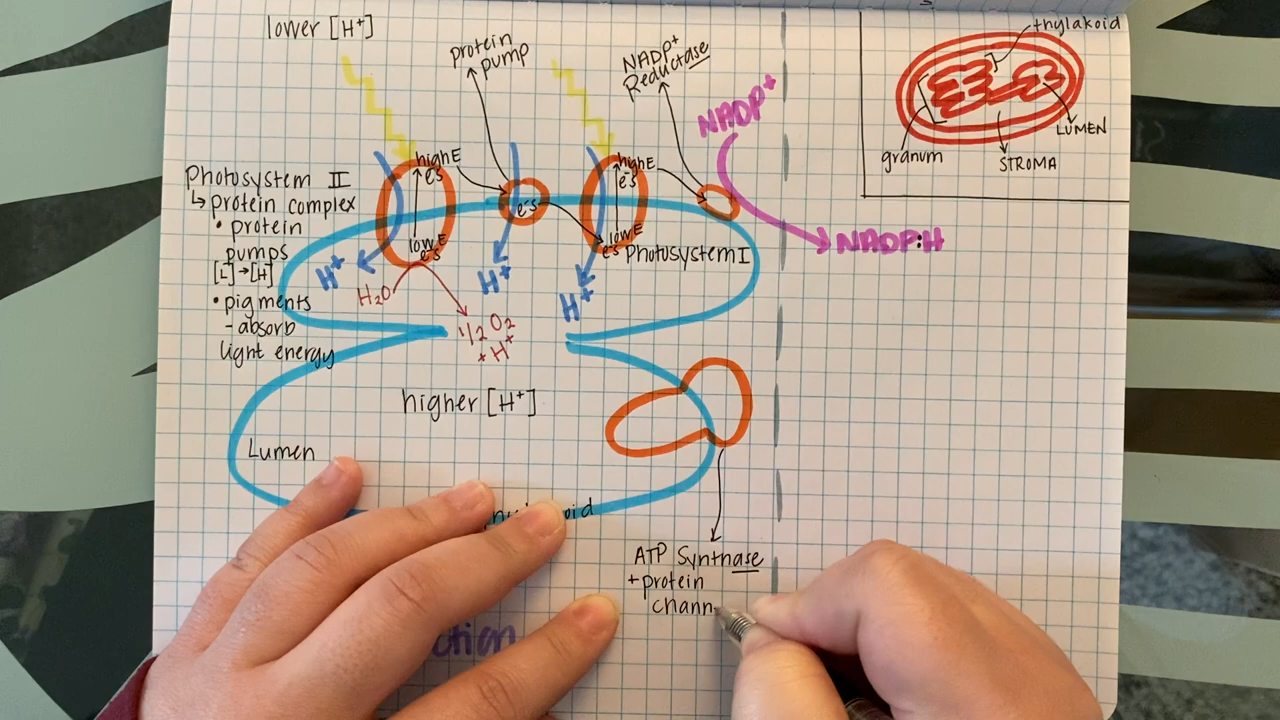 lower [H+]
protein
pump
NADP+
Reductase
NADP+
thylakoid
LUMEN
granum
STROMA
Photosystem II
↳ protein complex
• protein
pumps
[L]→[H]
• pigments
- absorb
light energy
high E
e⁻s
low E
e⁻s
e⁻s
high E
e⁻s
low E
e⁻s
Photosystem I
NADP:H
H+
H+
H+
H₂O
1/2 O₂
+ H+
higher [H+]
Lumen
ATP Synthase
+protein
chann